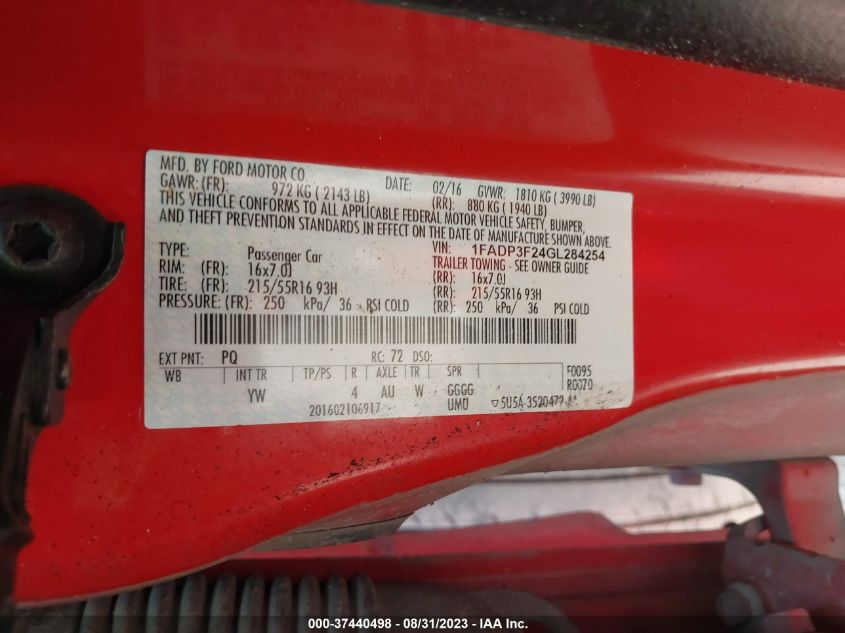 MFD. BY FORD MOTOR CO. DATE: 02/16 GVWR: 1810 KG ( 3990 LB)
GAWR: (FR): 972 KG ( 2143 LB) (RR): 880 KG ( 1940 LB)
THIS VEHICLE CONFORMS TO ALL APPLICABLE FEDERAL MOTOR VEHICLE SAFETY, BUMPER,
AND THEFT PREVENTION STANDARDS IN EFFECT ON THE DATE OF MANUFACTURE SHOWN ABOVE.
VIN: 1FADP3F24GL284254
TYPE: Passenger Car TRAILER TOWING - SEE OWNER GUIDE
RIM: (FR): 16x7.0J (RR): 16x7.0J
TIRE: (FR): 215/55R16 93H (RR): 215/55R16 93H
PRESSURE: (FR): 250 kPa/ 36 PSI COLD (RR): 250 kPa/ 36 PSI COLD
EXT PNT: PQ RC: 72 DSO: F0095
WB INT TR TP/PS R AXLE TR SPR R0070
YW 4 AU W GGGG
201602106917 UMU ▽5U5A-3520472-AA
000-37440498 - 08/31/2023 - IAA Inc.